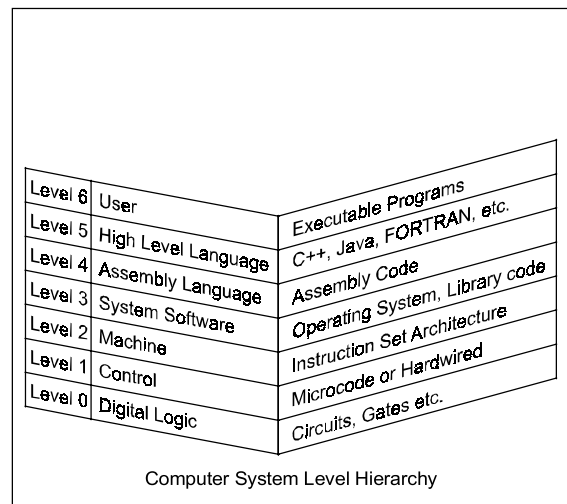 Level 6 User Executable Programs
Level 5 High Level Language C++, Java, FORTRAN, etc.
Level 4 Assembly Language Assembly Code
Level 3 System Software Operating System, Library code
Level 2 Machine Instruction Set Architecture
Level 1 Control Microcode or Hardwired
Level 0 Digital Logic Circuits, Gates etc.
Computer System Level Hierarchy